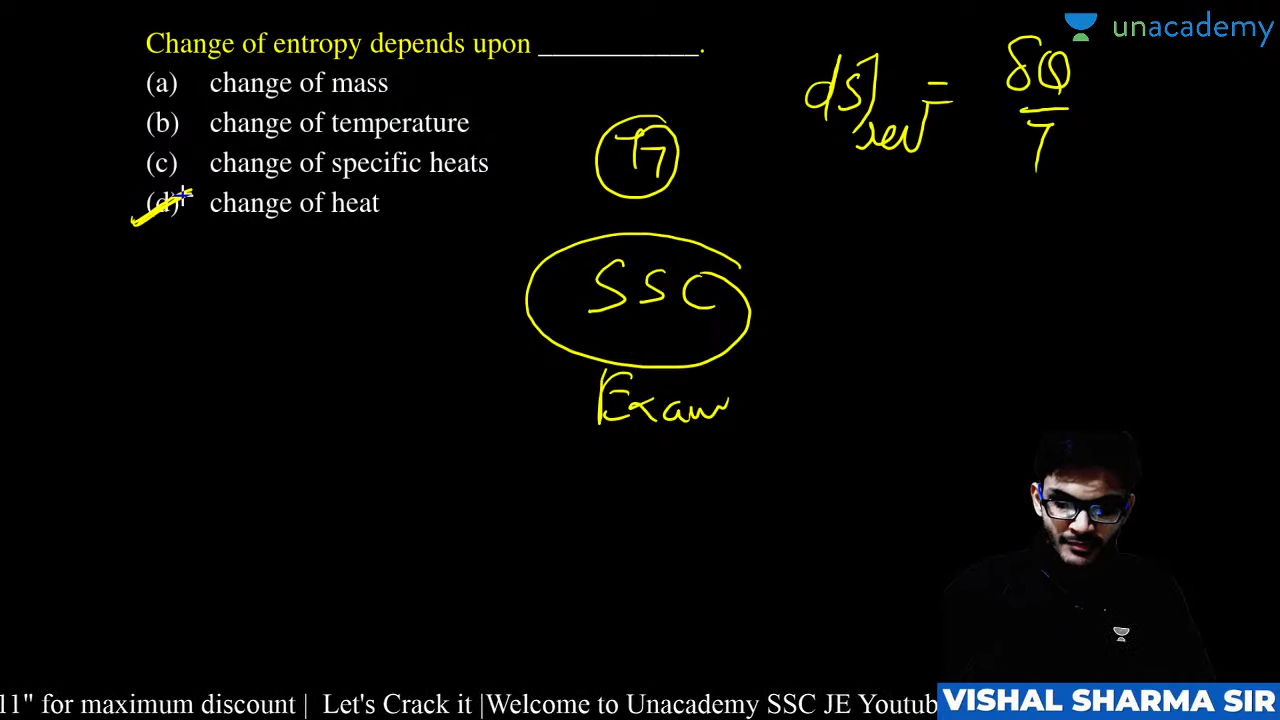 Change of entropy depends upon ___________.
(a) change of mass
(b) change of temperature
(c) change of specific heats
(d) change of heat
unacademy
dS]rev = δQ/T
SSC
Exam
11" for maximum discount | Let's Crack it |Welcome to Unacademy SSC JE Youtub
VISHAL SHARMA SIR